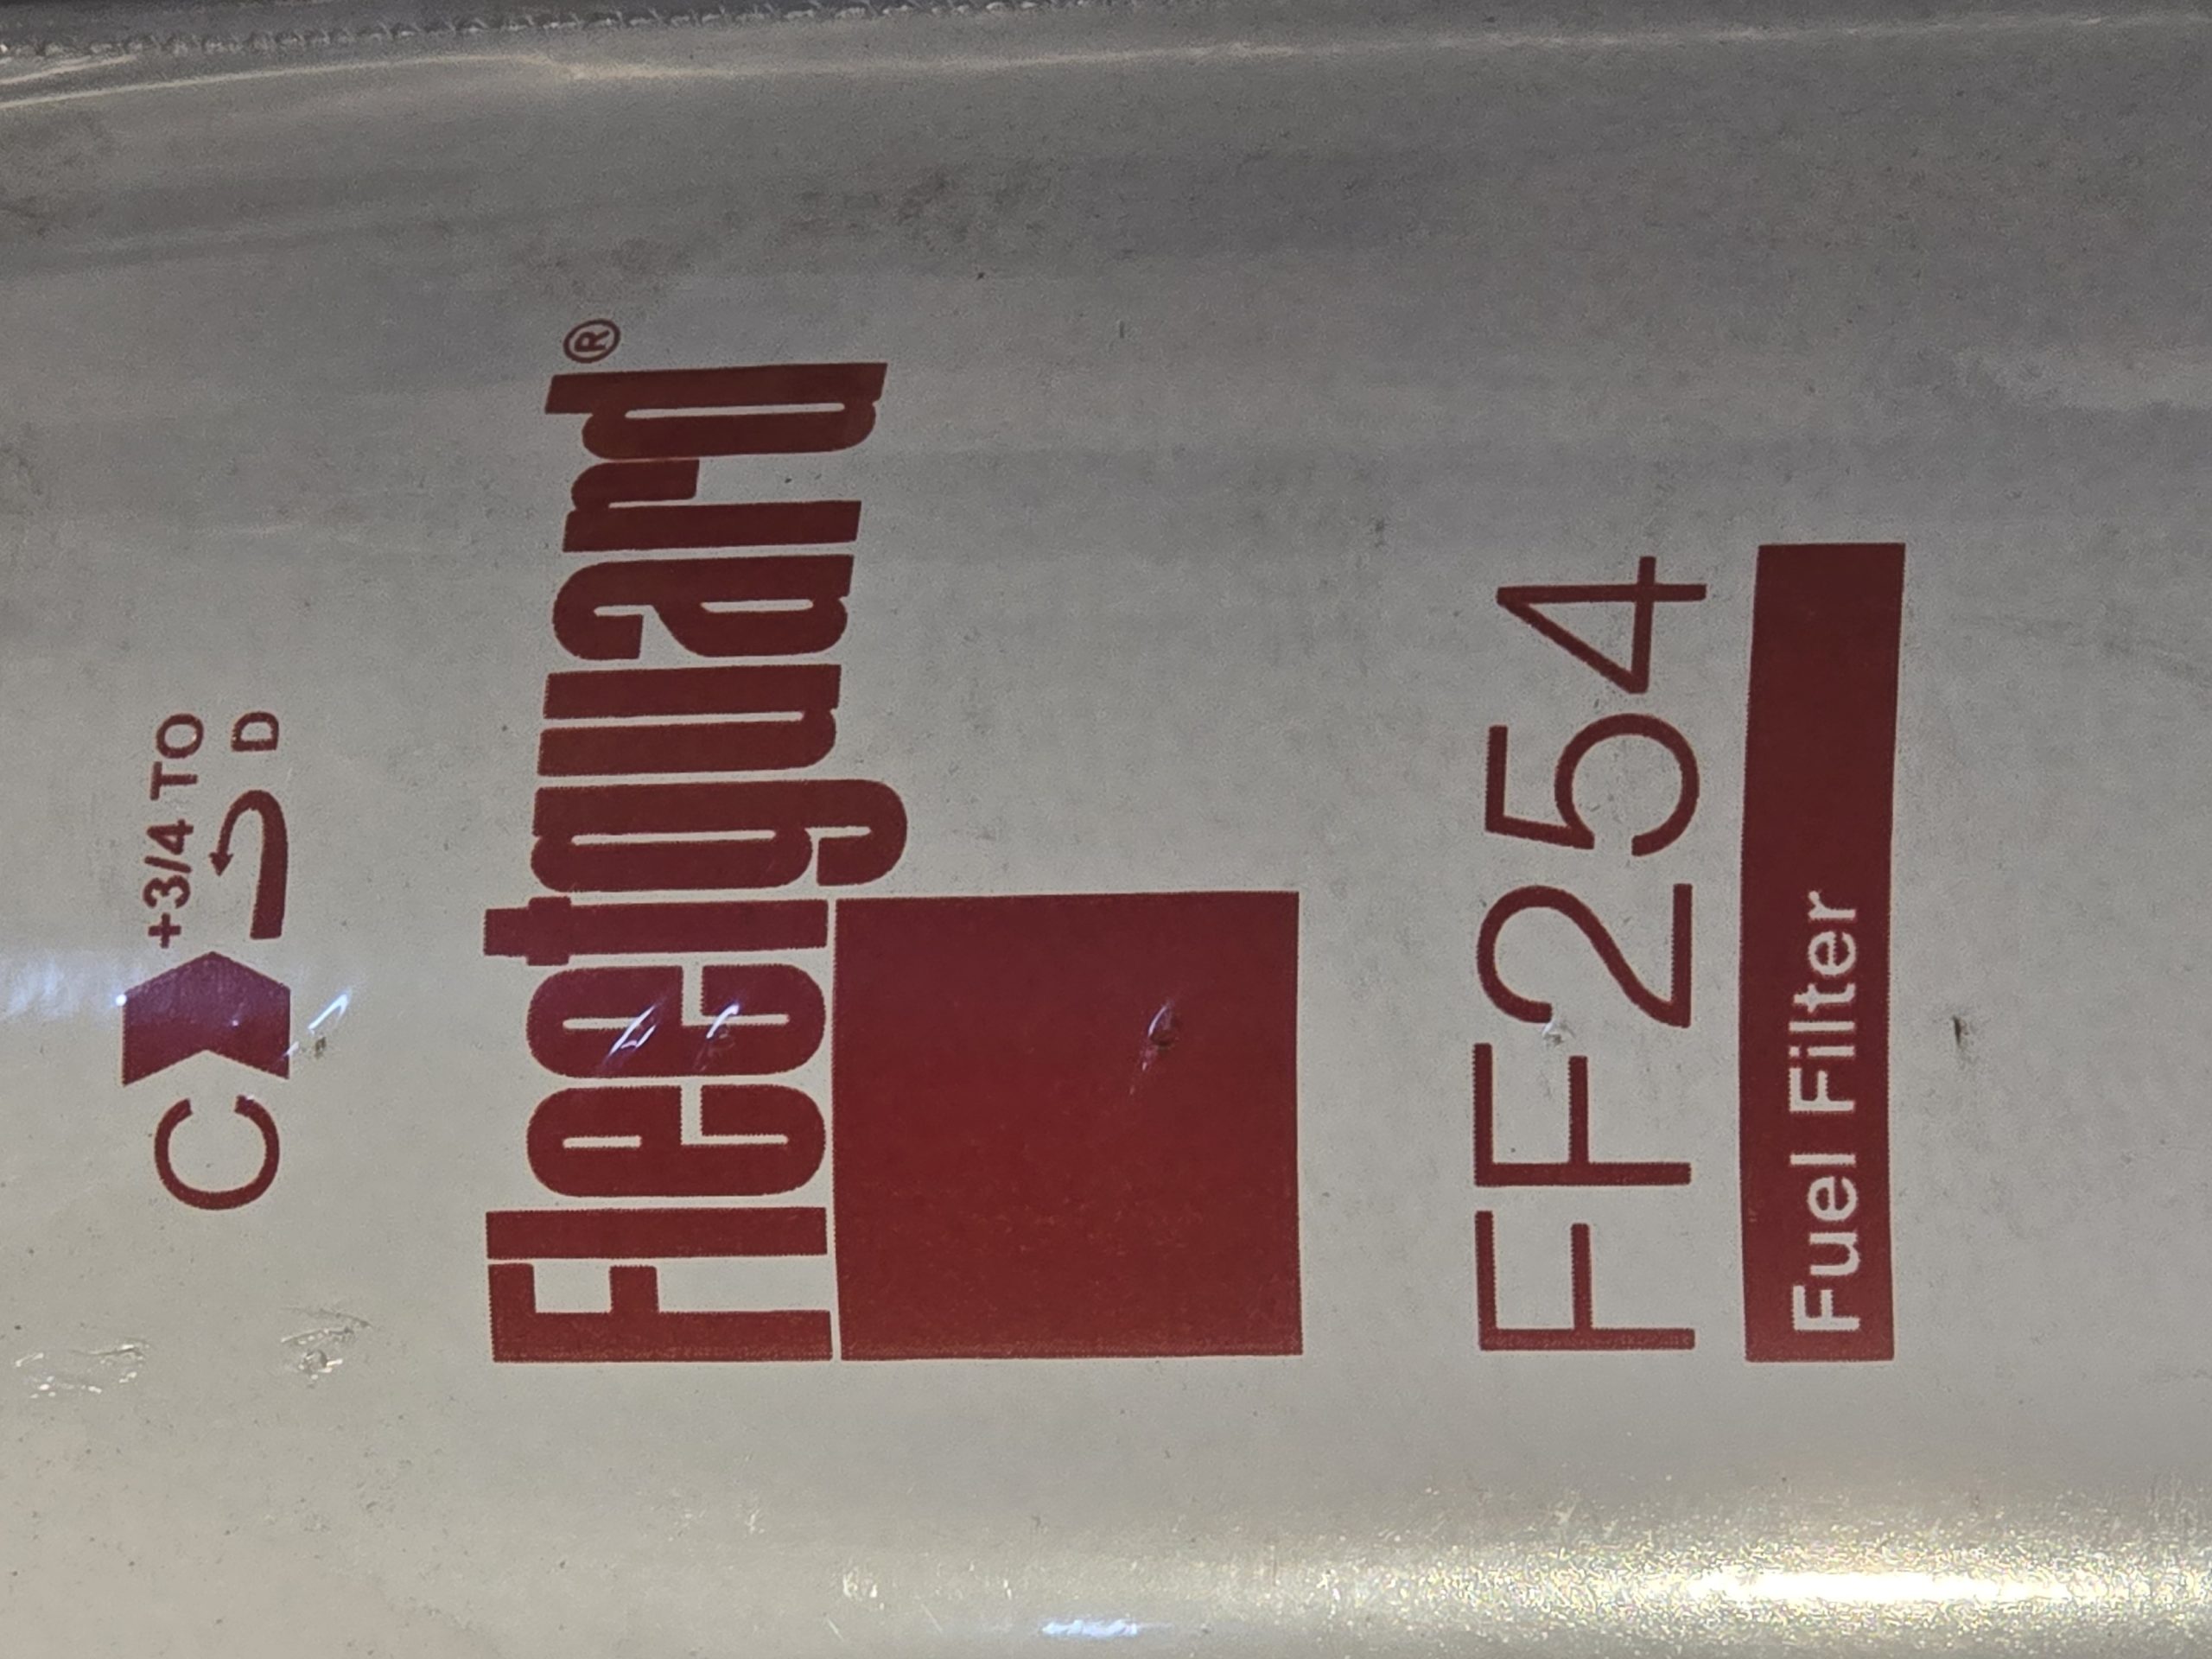 C +3/4 TO
D
Fleetguard®
FF254
Fuel Filter